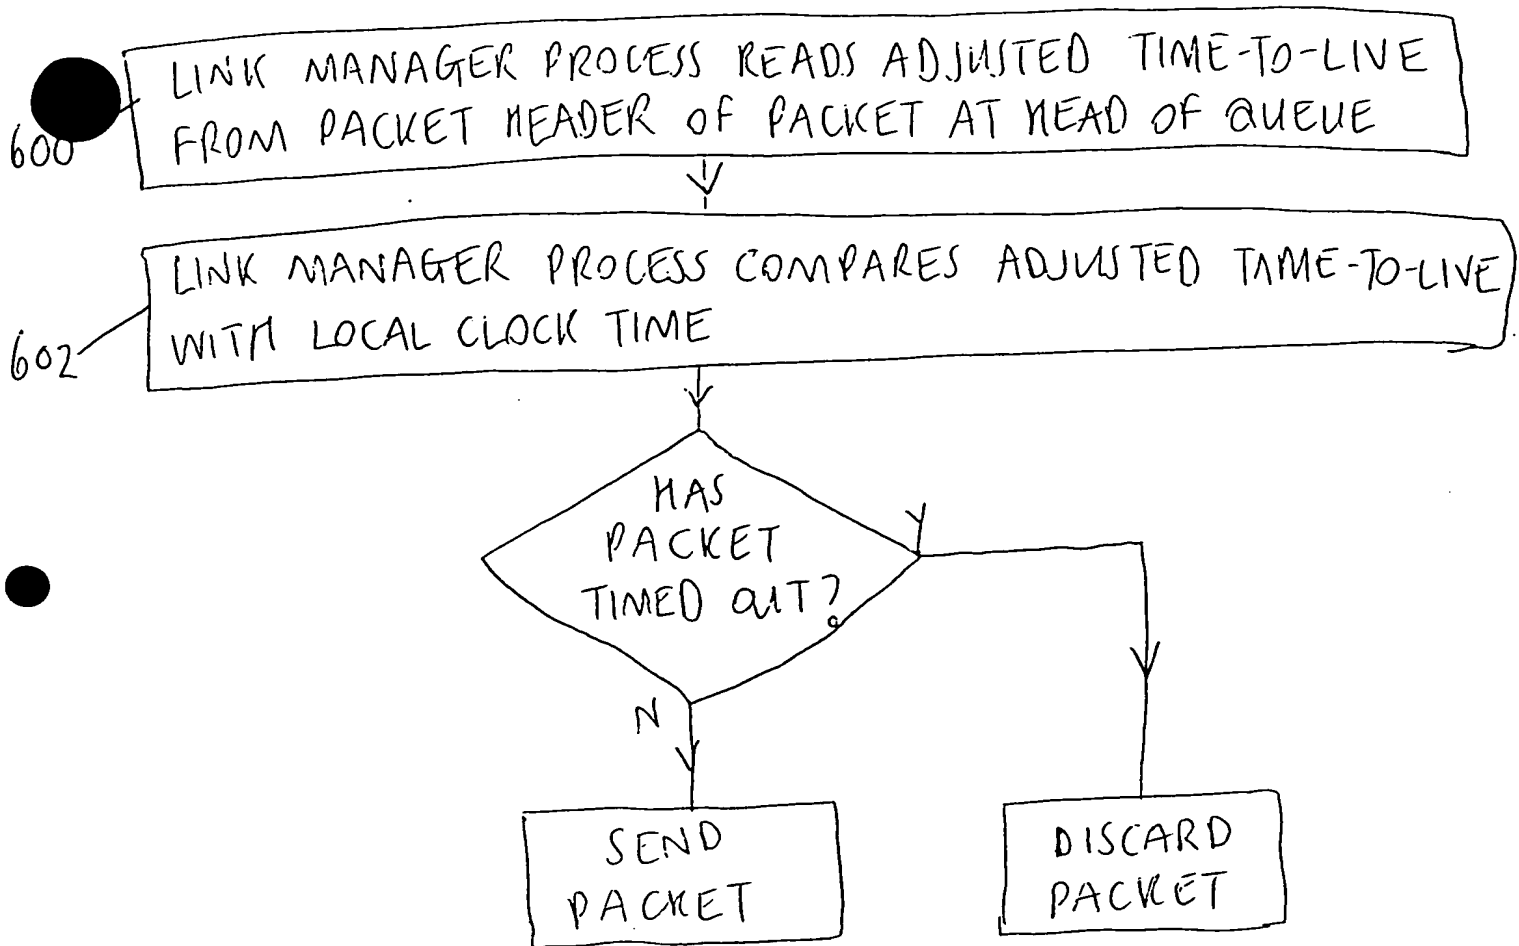 LINK MANAGER PROCESS READS ADJUSTED TIME-TO-LIVE
FROM PACKET HEADER OF PACKET AT HEAD OF QUEUE
600
LINK MANAGER PROCESS COMPARES ADJUSTED TIME-TO-LIVE
WITH LOCAL CLOCK TIME
602
HAS
PACKET
TIMED OUT?
Y
N
SEND
PACKET
DISCARD
PACKET